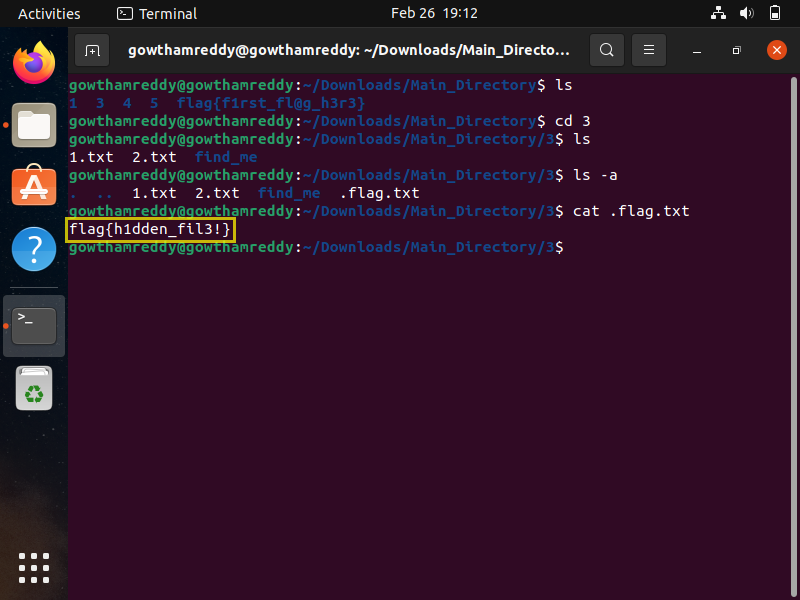 Activities Terminal Feb 26 19:12
gowthamreddy@gowthamreddy: ~/Downloads/Main_Directo...
gowthamreddy@gowthamreddy:~/Downloads/Main_Directory$ ls
1 3 4 5 flag{f1rst_fl@g_h3r3}
gowthamreddy@gowthamreddy:~/Downloads/Main_Directory$ cd 3
gowthamreddy@gowthamreddy:~/Downloads/Main_Directory/3$ ls
1.txt 2.txt find_me
gowthamreddy@gowthamreddy:~/Downloads/Main_Directory/3$ ls -a
. .. 1.txt 2.txt find_me .flag.txt
gowthamreddy@gowthamreddy:~/Downloads/Main_Directory/3$ cat .flag.txt
flag{h1dden_fil3!}
gowthamreddy@gowthamreddy:~/Downloads/Main_Directory/3$